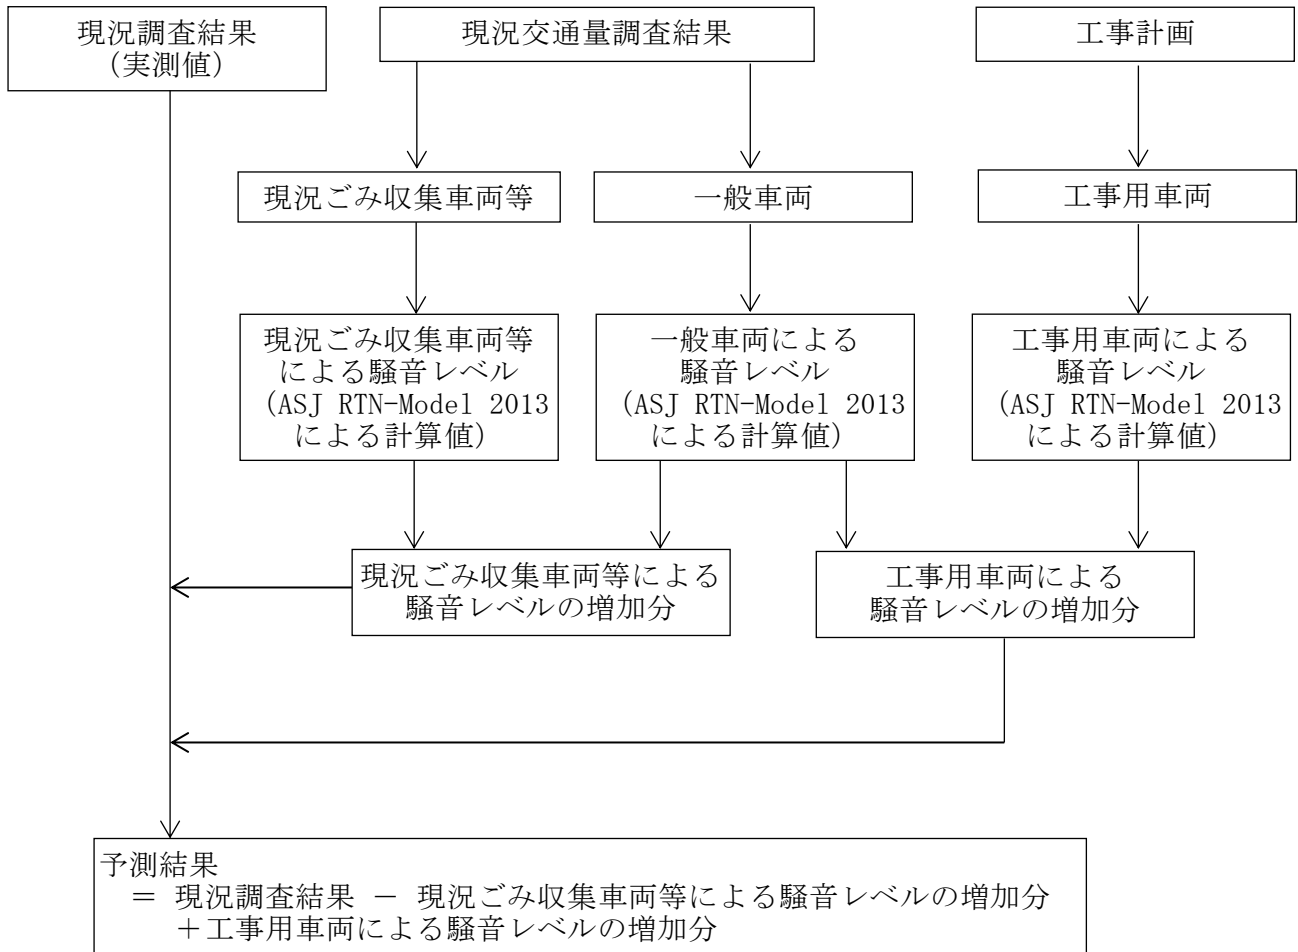 現況調査結果
（実測値）
現況交通量調査結果
工事計画
現況ごみ収集車両等
一般車両
工事用車両
現況ごみ収集車両等
による騒音レベル
（ASJ RTN-Model 2013
による計算値）
一般車両による
騒音レベル
（ASJ RTN-Model 2013
による計算値）
工事用車両による
騒音レベル
（ASJ RTN-Model 2013
による計算値）
現況ごみ収集車両等による
騒音レベルの増加分
工事用車両による
騒音レベルの増加分
予測結果
＝ 現況調査結果 － 現況ごみ収集車両等による騒音レベルの増加分
＋工事用車両による騒音レベルの増加分